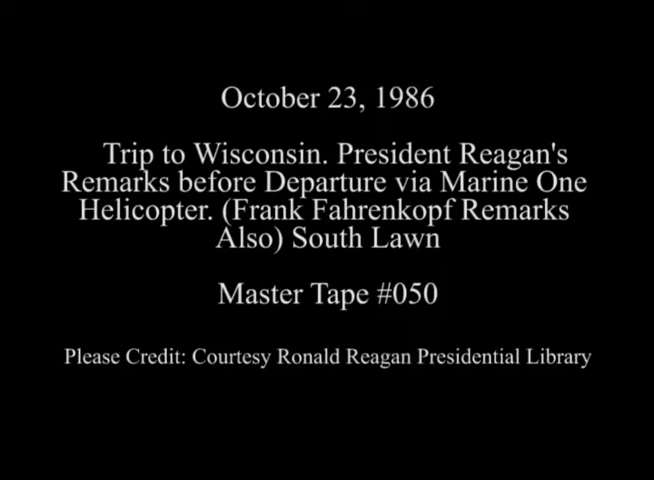 October 23, 1986
Trip to Wisconsin. President Reagan's
Remarks before Departure via Marine One
Helicopter. (Frank Fahrenkopf Remarks
Also) South Lawn
Master Tape #050
Please Credit: Courtesy Ronald Reagan Presidential Library